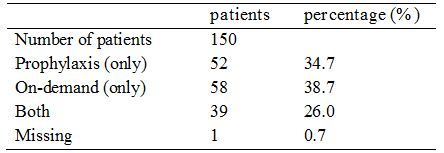 patients percentage (%)
Number of patients 150
Prophylaxis (only) 52 34.7
On-demand (only) 58 38.7
Both 39 26.0
Missing 1 0.7